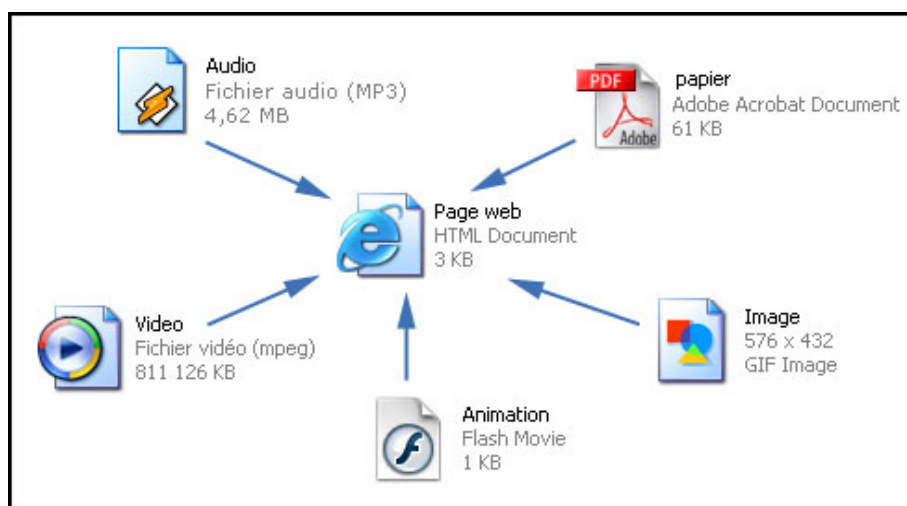 Audio
Fichier audio (MP3)
4,62 MB
PDF
Adobe
papier
Adobe Acrobat Document
61 KB
Page web
HTML Document
3 KB
Video
Fichier vidéo (mpeg)
811 126 KB
Image
576 x 432
GIF Image
Animation
Flash Movie
1 KB